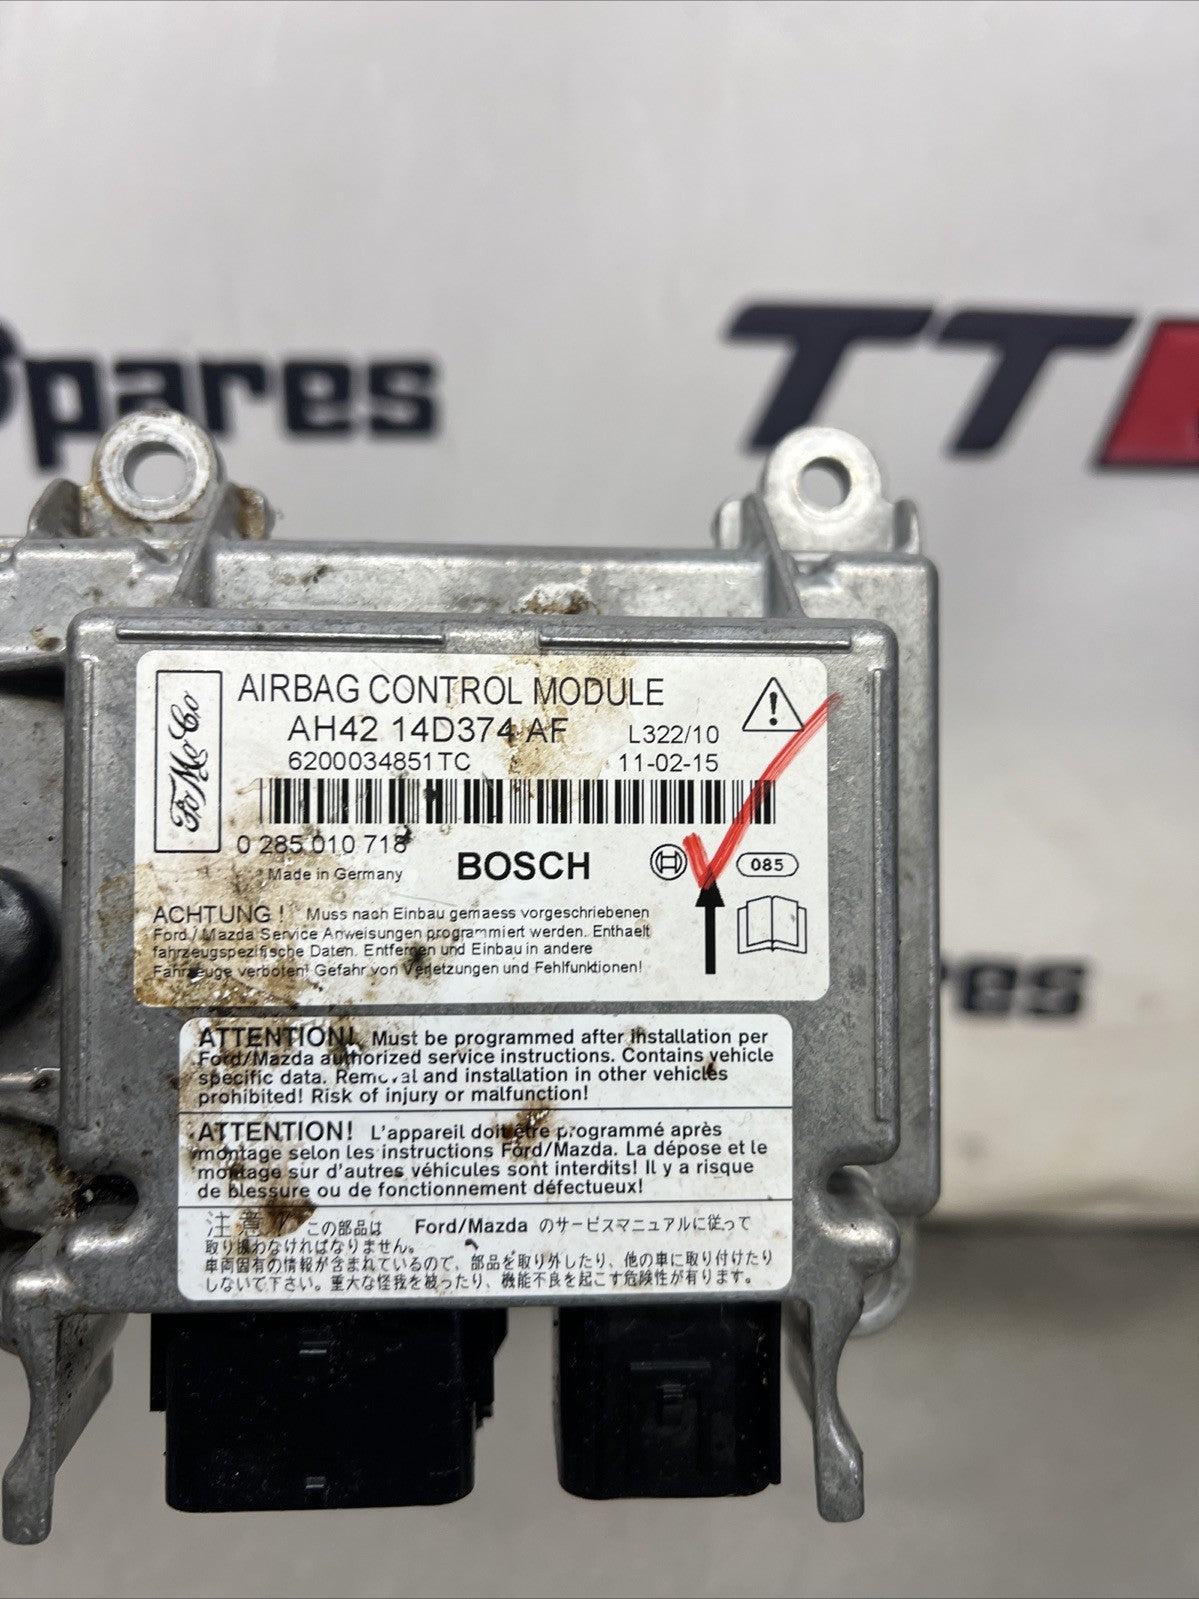 Spares
TT
FoMoCo
AIRBAG CONTROL MODULE
AH42 14D374 AF
L322/10
6200034851TC
11-02-15
0 285 010 718
Made in Germany
BOSCH
085
ACHTUNG ! Muss nach Einbau gemaess vorgeschriebenen
Ford / Mazda Service Anweisungen programmiert werden. Enthaelt
fahrzeugspezifische Daten. Entfernen und Einbau in andere
Fahrzeuge verboten! Gefahr von Verletzungen und Fehlfunktionen!
ares
ATTENTION! Must be programmed after installation per
Ford/Mazda authorized service instructions. Contains vehicle
specific data. Removal and installation in other vehicles
prohibited! Risk of injury or malfunction!
ATTENTION! L'appareil doit être programmé après
montage selon les instructions Ford/Mazda. La dépose et le
montage sur d'autres véhicules sont interdits! Il y a risque
de blessure ou de fonctionnement défectueux!
注意! この部品は Ford/Mazda のサービスマニュアルに従って
取り換わなければなりません。
車両固有の情報が含まれているので、部品を取り外したり、他の車に取り付けたり
しないで下さい。重大な怪我を被ったり、機能不良を起こす危険性が有ります。